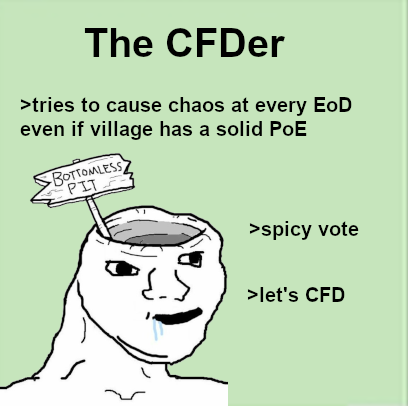 The CFDer
>tries to cause chaos at every EoD
even if village has a solid PoE
BOTTOMLESS
PIT
>spicy vote
>let's CFD